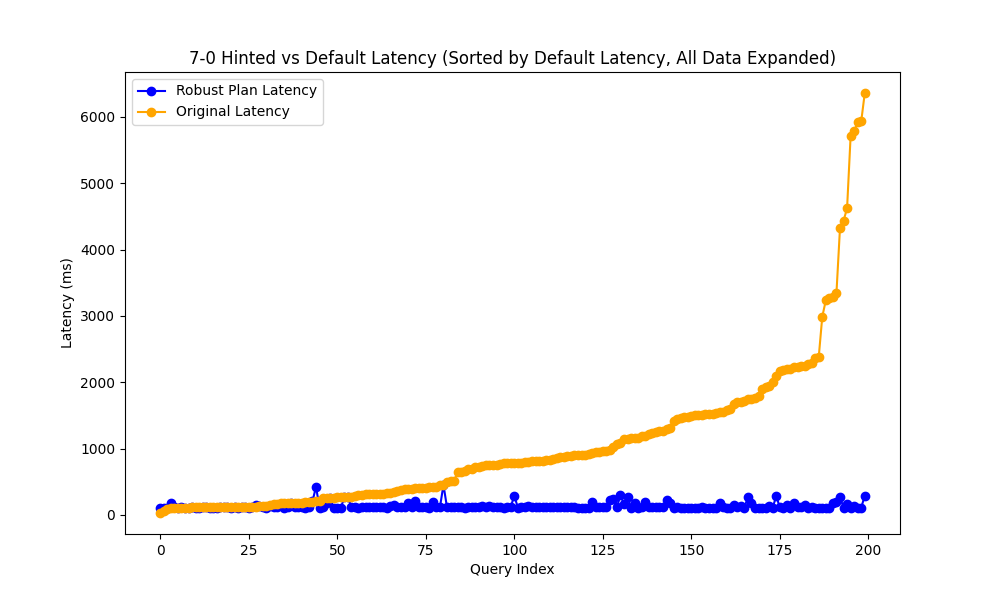 7-0 Hinted vs Default Latency (Sorted by Default Latency, All Data Expanded)
Robust Plan Latency
Original Latency
Latency (ms)
6000
5000
4000
3000
2000
1000
0
0 25 50 75 100 125 150 175 200
Query Index